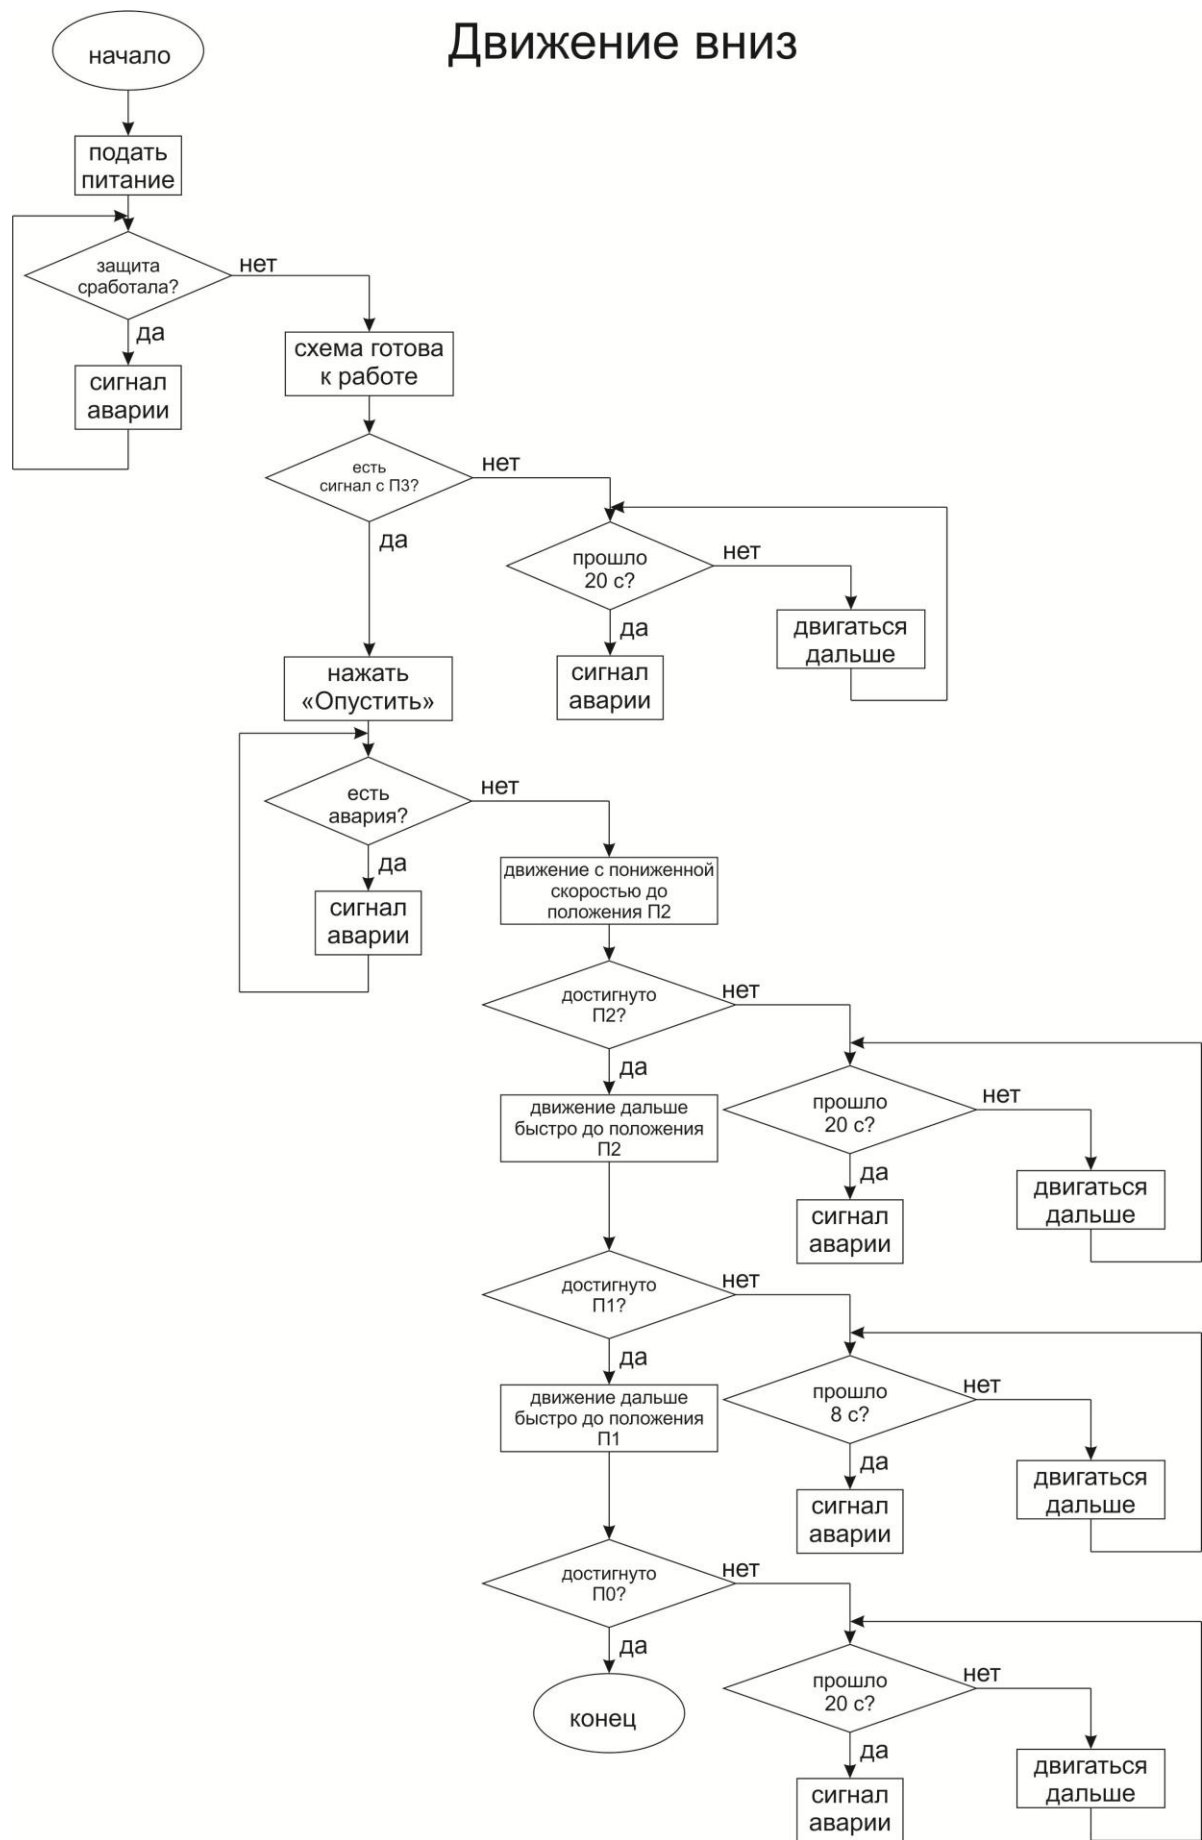 Движение вниз
начало
подать
питание
защита
сработала?
нет
да
сигнал
аварии
схема готова
к работе
есть
сигнал с П3?
нет
да
прошло
20 с?
нет
да
сигнал
аварии
двигаться
дальше
нажать
«Опустить»
есть
авария?
нет
да
сигнал
аварии
движение с пониженной
скоростью до
положения П2
достигнуто
П2?
нет
да
прошло
20 с?
нет
да
сигнал
аварии
двигаться
дальше
движение дальше
быстро до положения
П2
достигнуто
П1?
нет
да
прошло
8 с?
нет
да
сигнал
аварии
двигаться
дальше
движение дальше
быстро до положения
П1
достигнуто
П0?
нет
да
конец
прошло
20 с?
нет
да
сигнал
аварии
двигаться
дальше